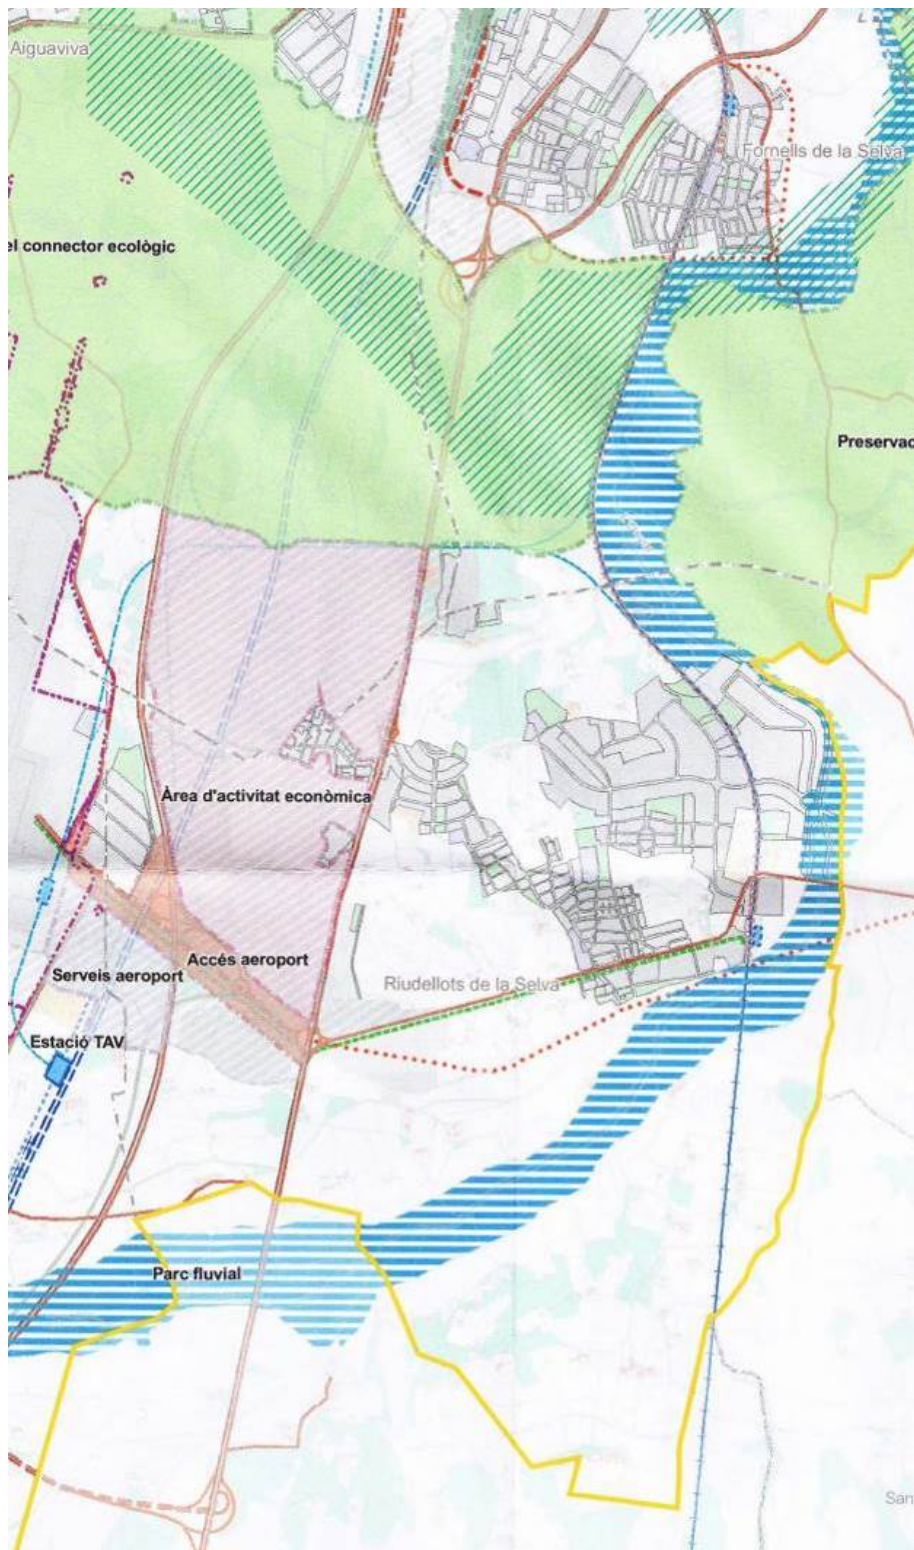 Aiguaviva
Fornells de la Selva
el connector ecològic
Preservac
Àrea d'activitat econòmica
Accés aeroport
Serveis aeroport
Riudellots de la Selva
Estació TAV
Parc fluvial
San